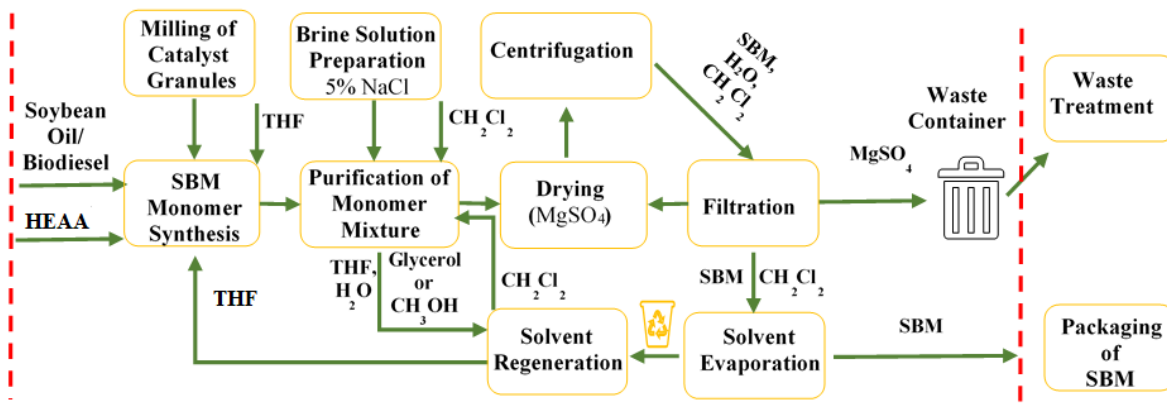 Milling of
Catalyst
Granules
Brine Solution
Preparation
5% NaCl
Centrifugation
SBM,
H2O,
CH2Cl2
Waste
Treatment
Waste
Container
Soybean
Oil/
Biodiesel
THF
CH2Cl2
MgSO4
HEAA
SBM
Monomer
Synthesis
Purification of
Monomer
Mixture
Drying
(MgSO4)
Filtration
THF,
H2O
Glycerol
or
CH3OH
CH2Cl2
SBM
CH2Cl2
THF
Solvent
Regeneration
Solvent
Evaporation
SBM
Packaging
of
SBM